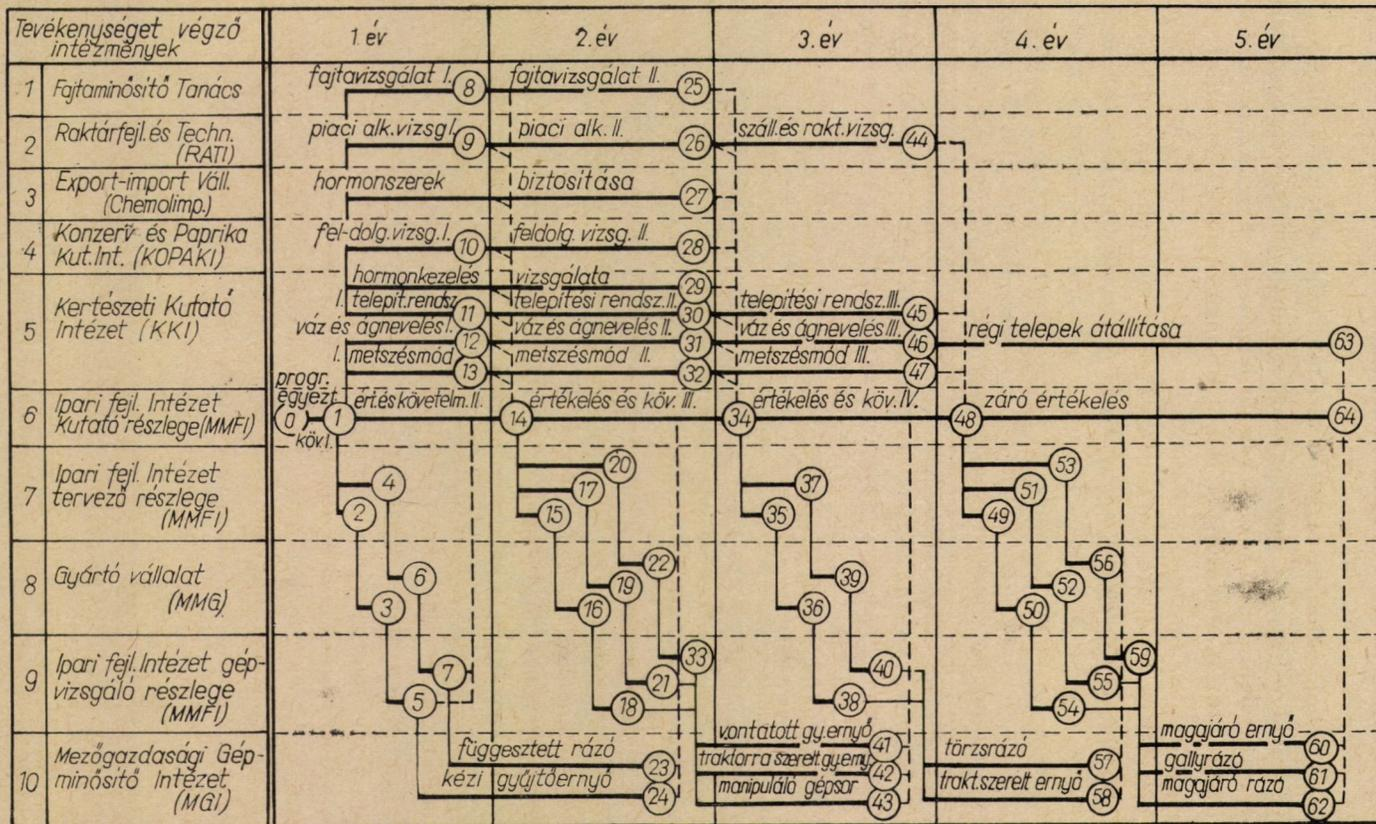 Tevékenységet végző
intézmények
1. év
2. év
3. év
4. év
5. év
1
Fajtaminősítő Tanács
fajtavizsgálat I.
8
fajtavizsgálat II.
25
2
Raktárfejl. és Techn.
(RATI)
piaci alk. vizsg I.
9
piaci alk. II.
26
száll. és rakt. vizsg.
44
3
Export-import Váll.
(Chemolimp.)
hormonszerek
biztosítása
27
4
Konzerv és Paprika
Kut. Int. (KOPAKI)
fel-dolg. vizsg. I.
10
feldolg. vizsg. II.
28
5
Kertészeti Kutató
Intézet (KKI)
hormonkezelés
vizsgálata
29
I. telepít. rendsz.
11
telepítési rendsz. II.
30
telepítési rendsz. III.
45
váz és ágnevelés I.
12
váz és ágnevelés II.
31
váz és ágnevelés III.
46
régi telepek átállítása
63
I. metszésmód
13
metszésmód II.
32
metszésmód III.
47
6
Ipari fejl. Intézet
Kutató részlege (MMFI)
progr.
egyezt.
0
köv I.
1
ért. és követelm. II.
14
értékelés és köv. III.
34
értékelés és köv. IV.
48
záró értékelés
64
7
Ipari fejl. Intézet
tervező részlege
(MMFI)
4
2
20
17
15
37
35
53
51
49
8
Gyártó vállalat
(MMG)
6
3
22
19
16
39
36
56
52
50
9
Ipari fejl. Intézet gép-
vizsgáló részlege
(MMFI)
7
5
33
21
18
40
38
59
55
54
10
Mezőgazdasági Gép-
minősítő Intézet
(MGI)
függesztett rázó
23
kézi gyűjtőernyő
24
vontatott gy. ernyő
41
traktorra szerelt gy. erny.
42
manipuláló gépsor
43
törzsrázó
57
trakt. szerelt ernyő
58
magajáró ernyő
60
gallyrázó
61
magajáró rázó
62